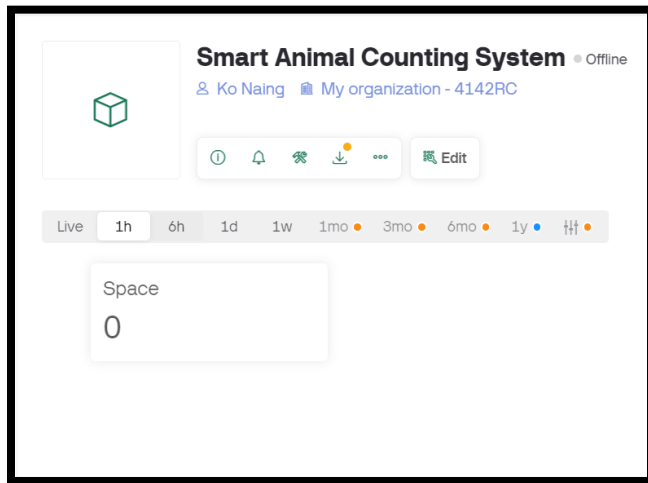 Smart Animal Counting System Offline
Ko Naing My organization - 4142RC
Edit
Live 1h 6h 1d 1w 1mo 3mo 6mo 1y
Space
0